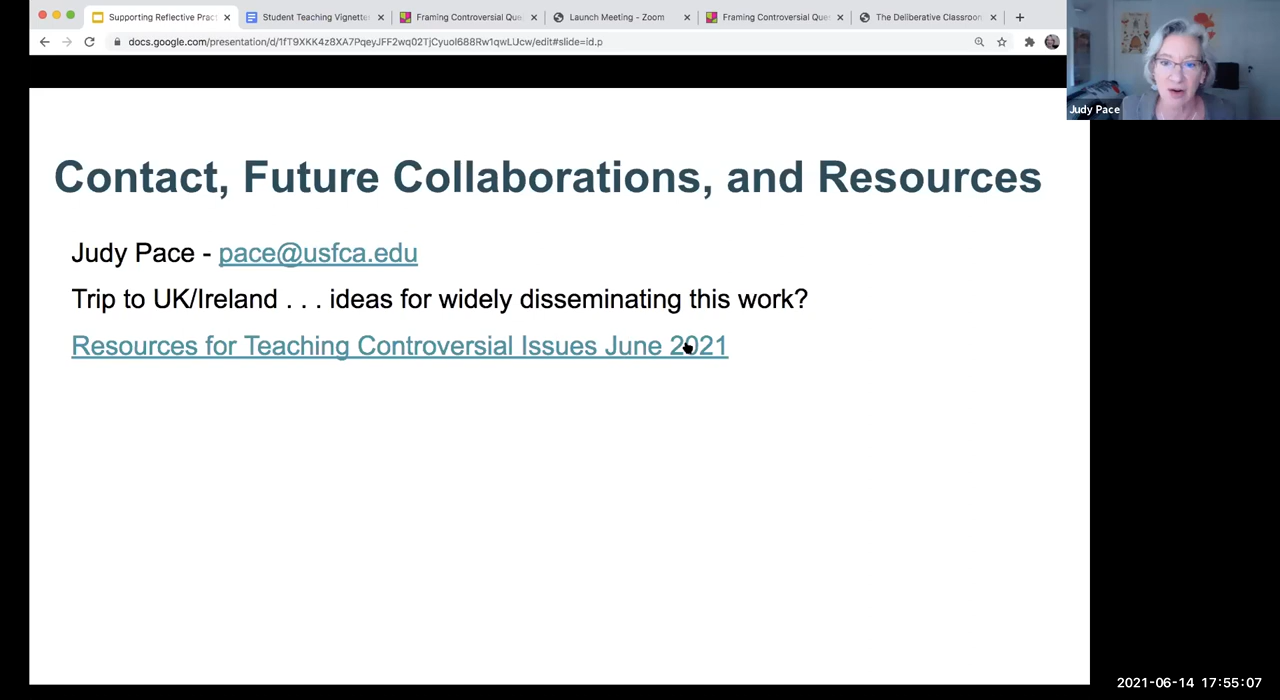 Supporting Reflective Prac
Student Teaching Vignette
Framing Controversial Que
Launch Meeting - Zoom
Framing Controversial Que
The Deliberative Classroom
docs.google.com/presentation/d/1fT9XKK4z8XA7PqeyJFF2wq02TjCyuoI688Rw1qwLUcw/edit#slide=id.p
Judy Pace
Contact, Future Collaborations, and Resources
Judy Pace - pace@usfca.edu
Trip to UK/Ireland . . . ideas for widely disseminating this work?
Resources for Teaching Controversial Issues June 2021
2021-06-14 17:55:07